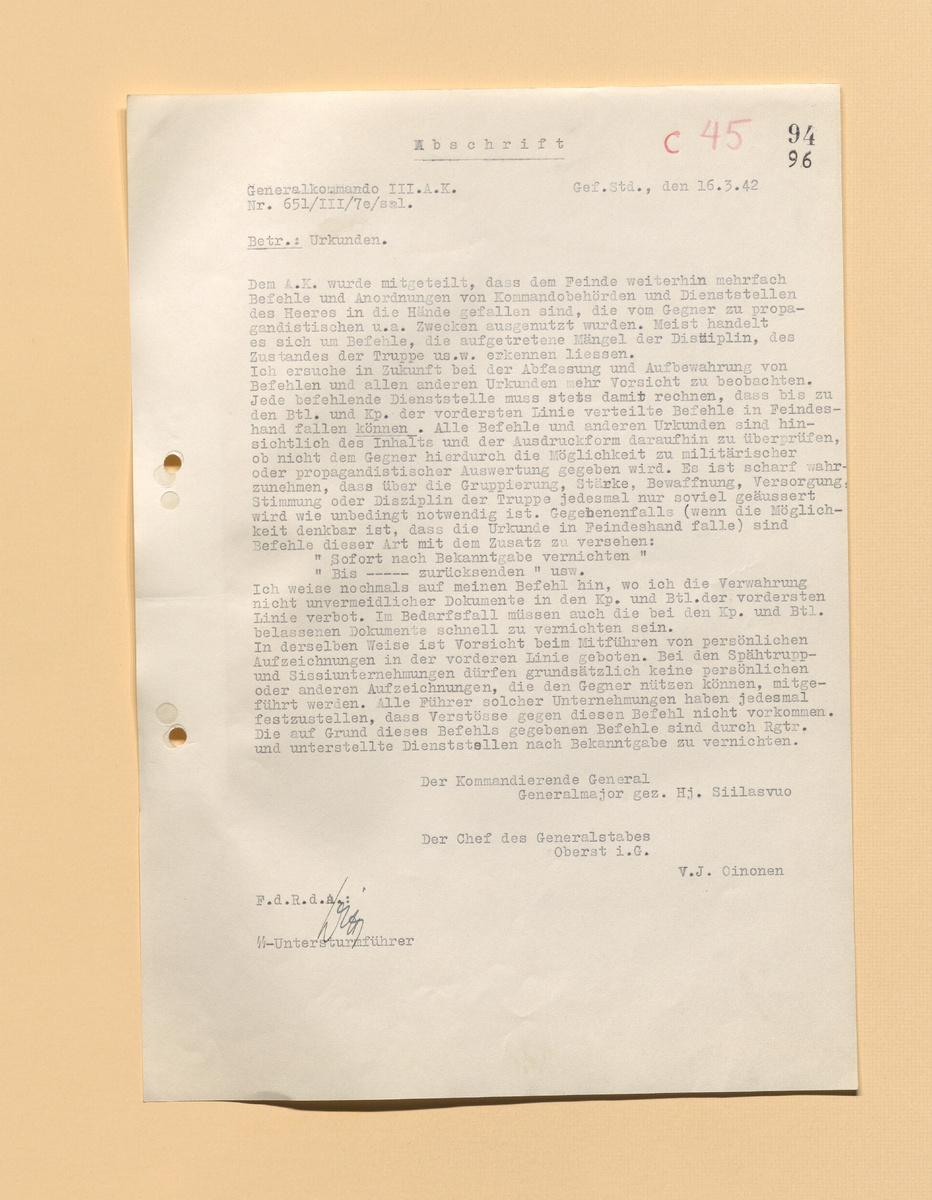 A b s c h r i f t
C 45
94
96
Generalkommando III.A.K.
Gef.Std., den 16.3.42
Nr. 651/III/7e/sal.
Betr.: Urkunden.
Dem A.K. wurde mitgeteilt, dass dem Feinde weiterhin mehrfach
Befehle und Anordnungen von Kommandobehörden und Dienststellen
des Heeres in die Hände gefallen sind, die vom Gegner zu propa-
gandistischen u.a. Zwecken ausgenutzt wurden. Meist handelt
es sich um Befehle, die aufgetretene Mängel der Disziplin, des
Zustandes der Truppe us.w. erkennen liessen.
Ich ersuche in Zukunft bei der Abfassung und Aufbewahrung von
Befehlen und allen anderen Urkunden mehr Vorsicht zu beobachten.
Jede befehlende Dienststelle muss stets damit rechnen, dass bis zu
den Btl. und Kp. der vordersten Linie verteilte Befehle in Feindes-
hand fallen können . Alle Befehle und anderen Urkunden sind hin-
sichtlich des Inhalts und der Ausdruckform daraufhin zu überprüfen,
ob nicht dem Gegner hierdurch die Möglichkeit zu militärischer
oder propagandistischer Auswertung gegeben wird. Es ist scharf wahr-
zunehmen, dass über die Gruppierung, Stärke, Bewaffnung, Versorgung,
Stimmung oder Disziplin der Truppe jedesmal nur soviel geäussert
wird wie unbedingt notwendig ist. Gegebenenfalls (wenn die Möglich-
keit denkbar ist, dass die Urkunde in Feindeshand falle) sind
Befehle dieser Art mit dem Zusatz zu versehen:
" Sofort nach Bekanntgabe vernichten "
" Bis ----- zurücksenden " usw.
Ich weise nochmals auf meinen Befehl hin, wo ich die Verwahrung
nicht unvermeidlicher Dokumente in den Kp. und Btl.der vordersten
Linie verbot. Im Bedarfsfall müssen auch die bei den Kp. und Btl.
belassenen Dokumente schnell zu vernichten sein.
In derselben Weise ist Vorsicht beim Mitführen von persönlichen
Aufzeichnungen in der vorderen Linie geboten. Bei den Spähtrupp-
und Sissiunternehmungen dürfen grundsätzlich keine persönlichen
oder anderen Aufzeichnungen, die den Gegner nützen können, mitge-
führt werden. Alle Führer solcher Unternehmungen haben jedesmal
festzustellen, dass Verstösse gegen diesen Befehl nicht vorkommen.
Die auf Grund dieses Befehls gegebenen Befehle sind durch Rgtr.
und unterstellte Dienststellen nach Bekanntgabe zu vernichten.
Der Kommandierende General
Generalmajor gez. Hj. Siilasvuo
Der Chef des Generalstabes
Oberst i.G.
V.J. Oinonen
F.d.R.d.A.:
SS-Untersturmführer